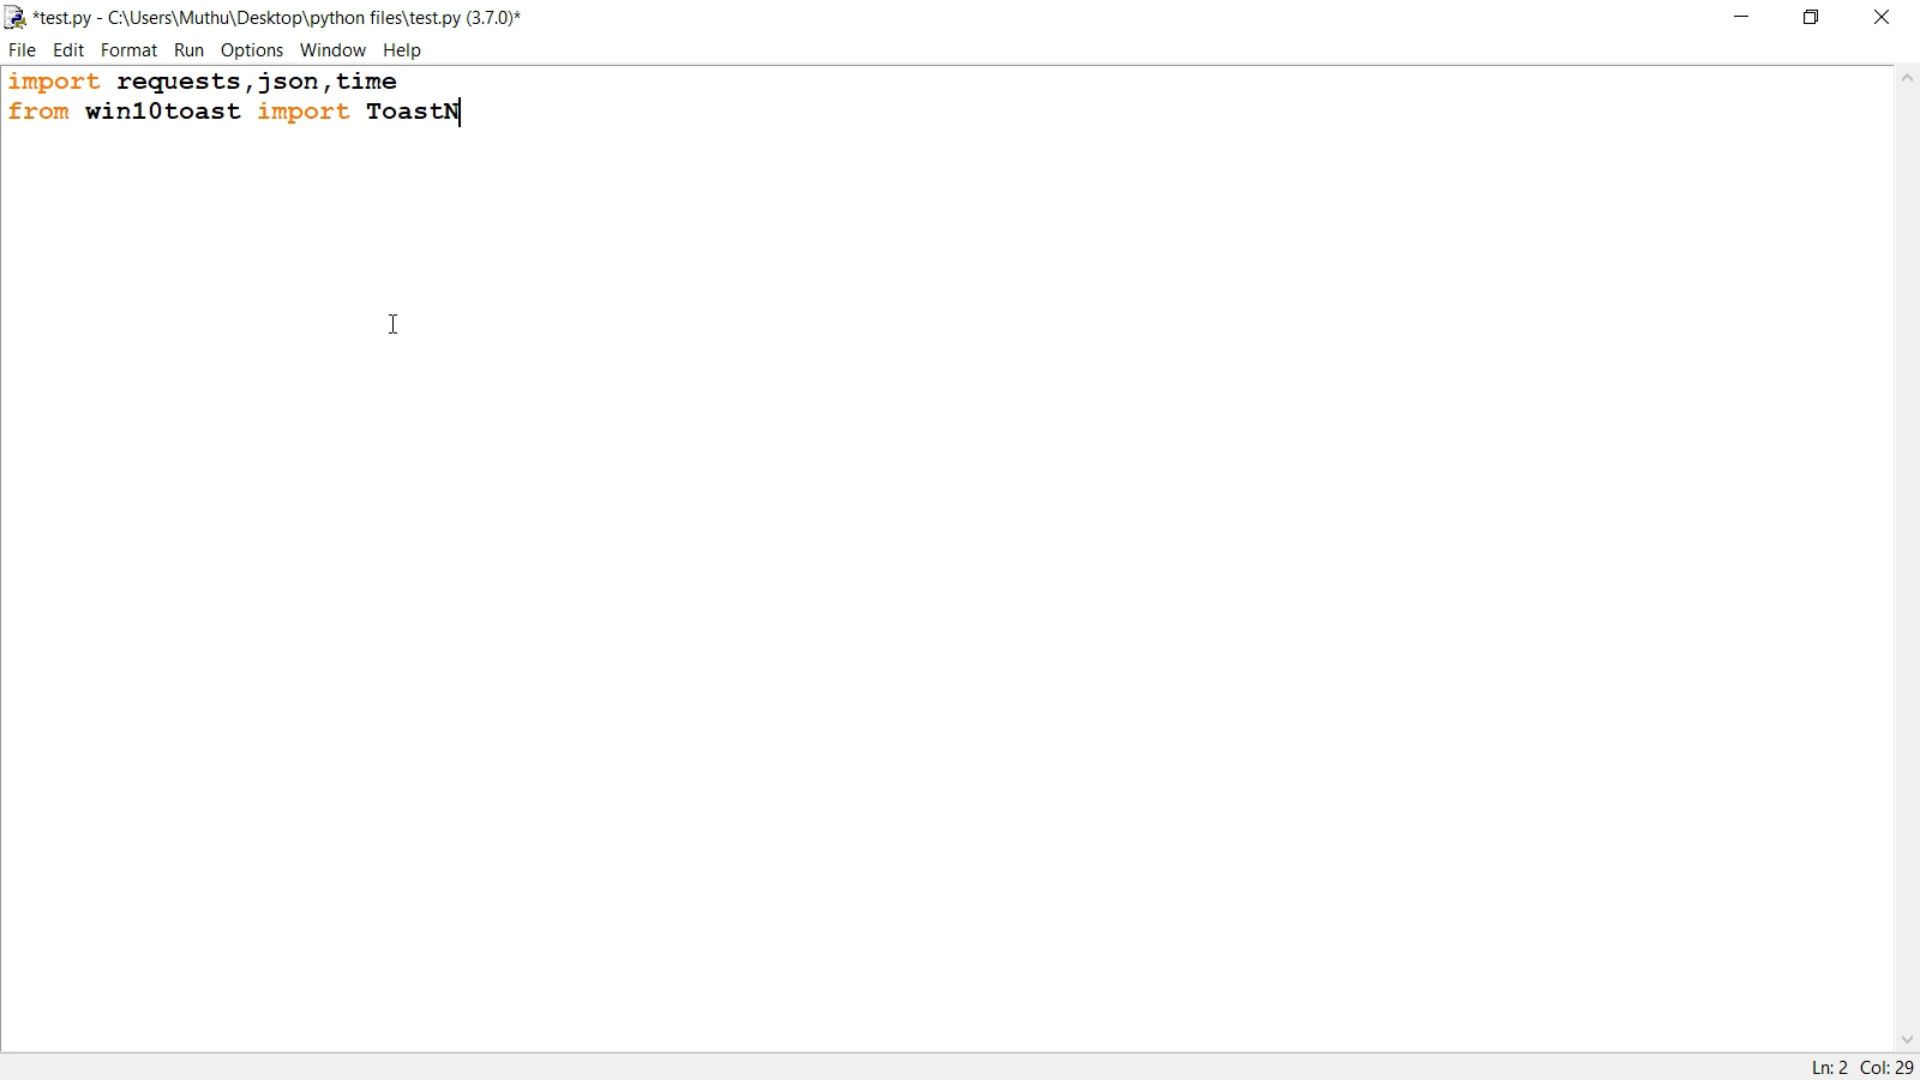 *test.py - C:\Users\Muthu\Desktop\python files\test.py (3.7.0)*
File Edit Format Run Options Window Help
import requests,json,time
from win10toast import ToastN
Ln: 2 Col: 29